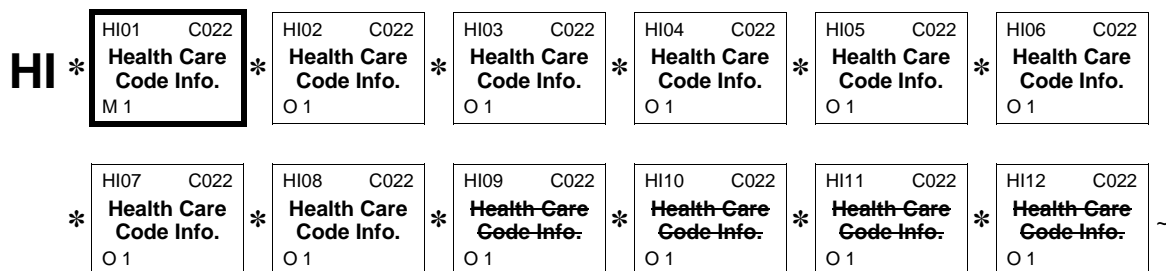 HI01 C022 HI02 C022 HI03 C022 HI04 C022 HI05 C022 HI06 C022
HI * Health Care * Health Care * Health Care * Health Care * Health Care * Health Care
Code Info. Code Info. Code Info. Code Info. Code Info. Code Info.
M 1 O 1 O 1 O 1 O 1 O 1
HI07 C022 HI08 C022 HI09 C022 HI10 C022 HI11 C022 HI12 C022
* Health Care * Health Care * Health Care * Health Care * Health Care * Health Care ~
Code Info. Code Info. Code Info. Code Info. Code Info. Code Info.
O 1 O 1 O 1 O 1 O 1 O 1